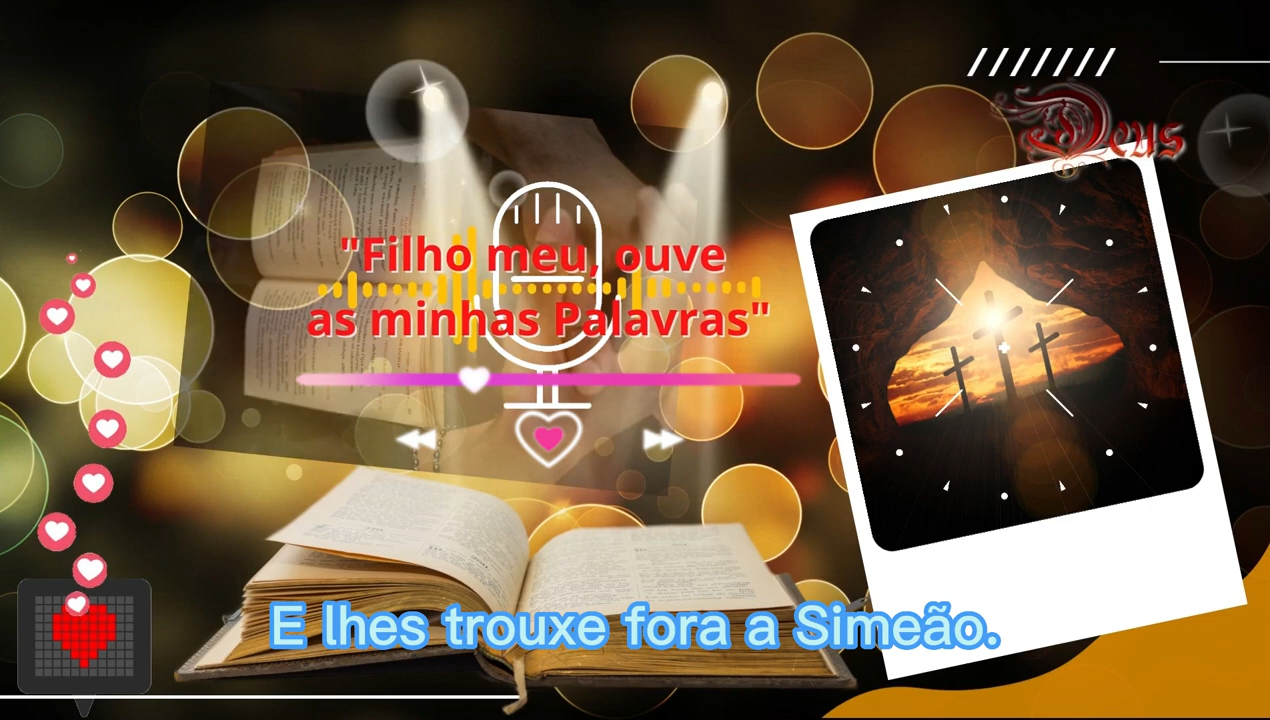 Deus
"Filho meu, ouve
as minhas Palavras"
E lhes trouxe fora a Simeão.